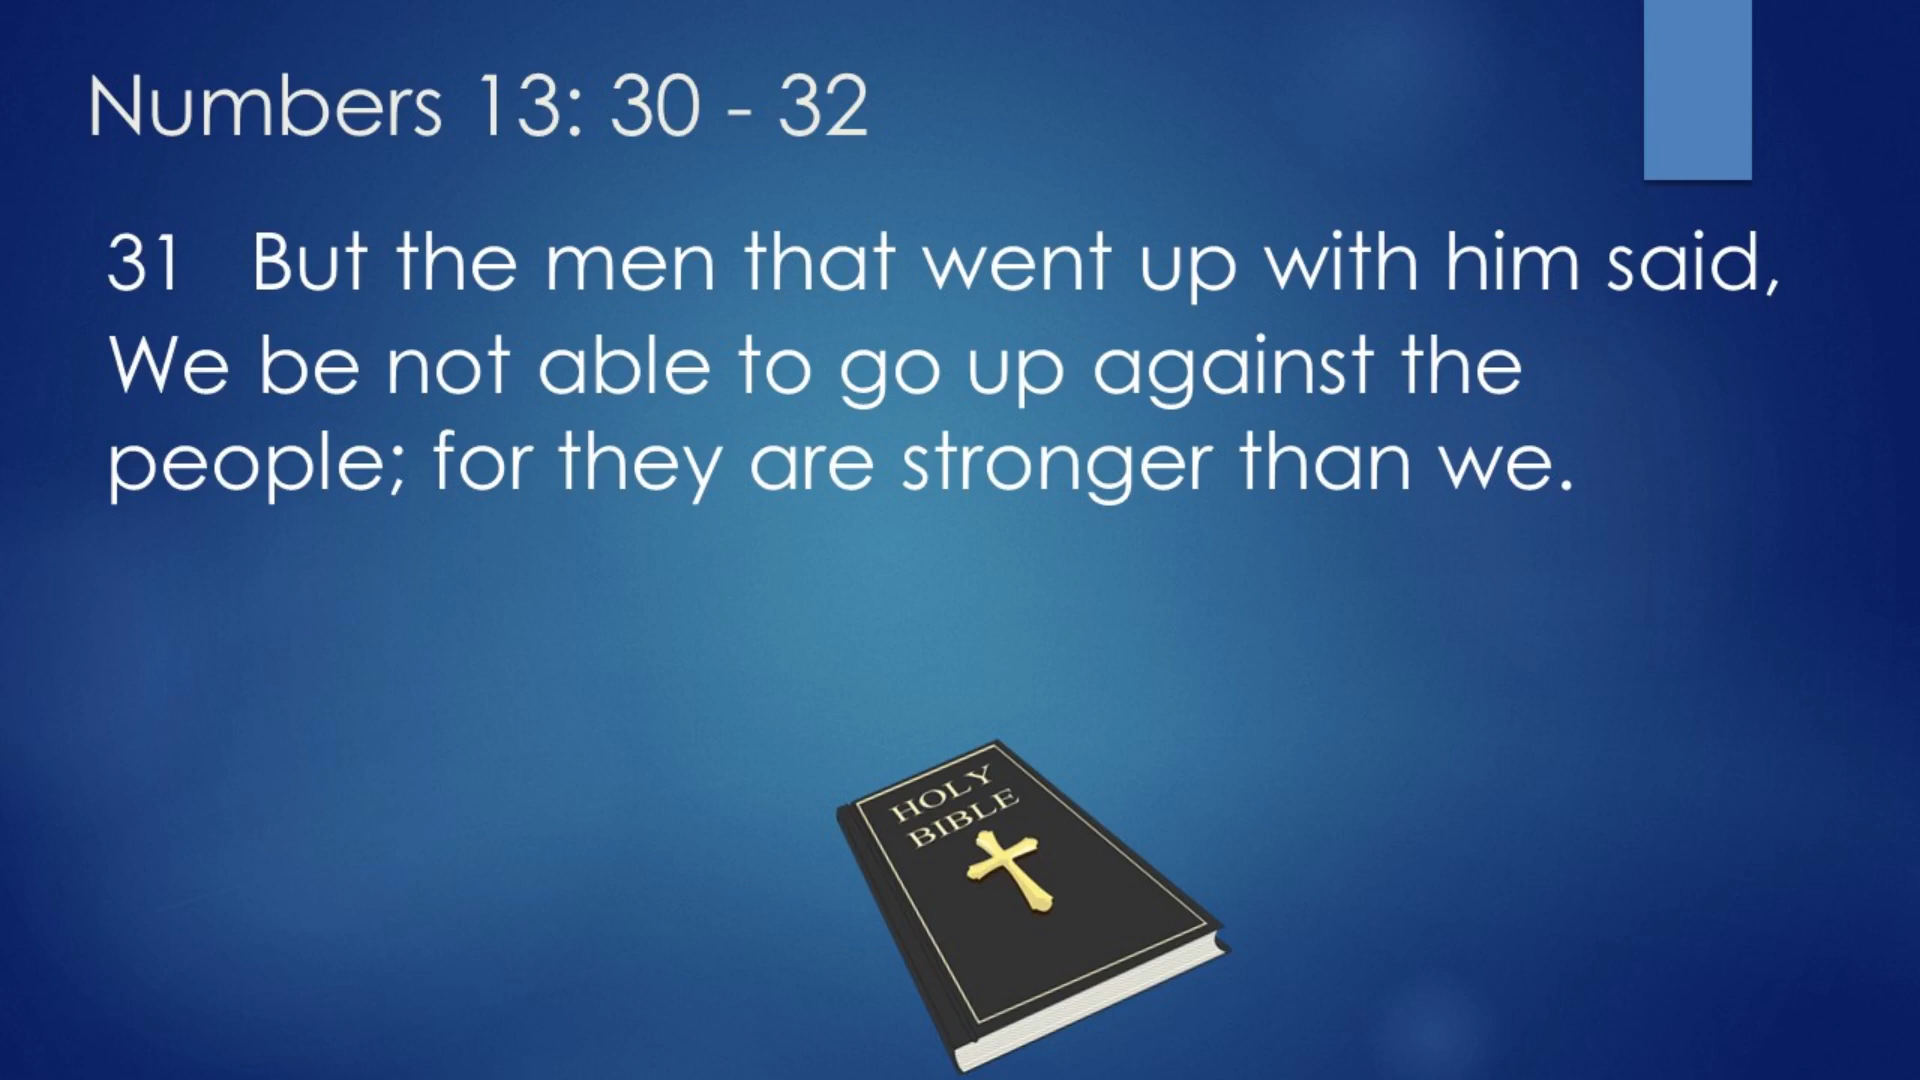 Numbers 13: 30 - 32
31 But the men that went up with him said,
We be not able to go up against the
people; for they are stronger than we.
HOLY
BIBLE